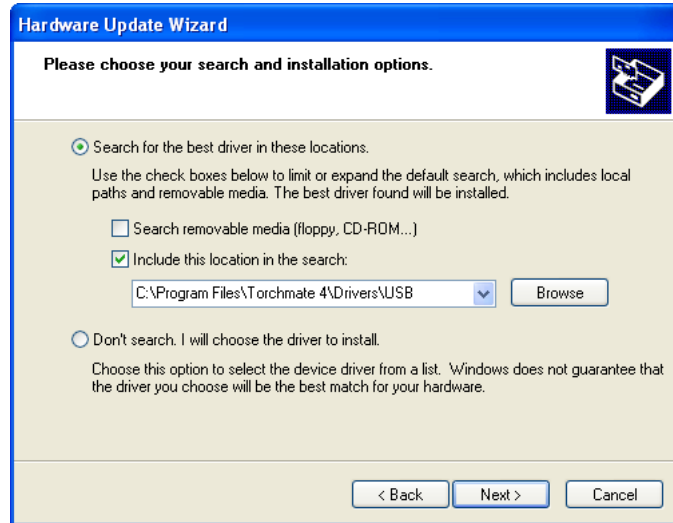 Hardware Update Wizard
Please choose your search and installation options.
Search for the best driver in these locations.
Use the check boxes below to limit or expand the default search, which includes local
paths and removable media. The best driver found will be installed.
Search removable media (floppy, CD-ROM...)
Include this location in the search:
C:\Program Files\Torchmate 4\Drivers\USB
Browse
Don't search. I will choose the driver to install.
Choose this option to select the device driver from a list.  Windows does not guarantee that
the driver you choose will be the best match for your hardware.
< Back
Next >
Cancel